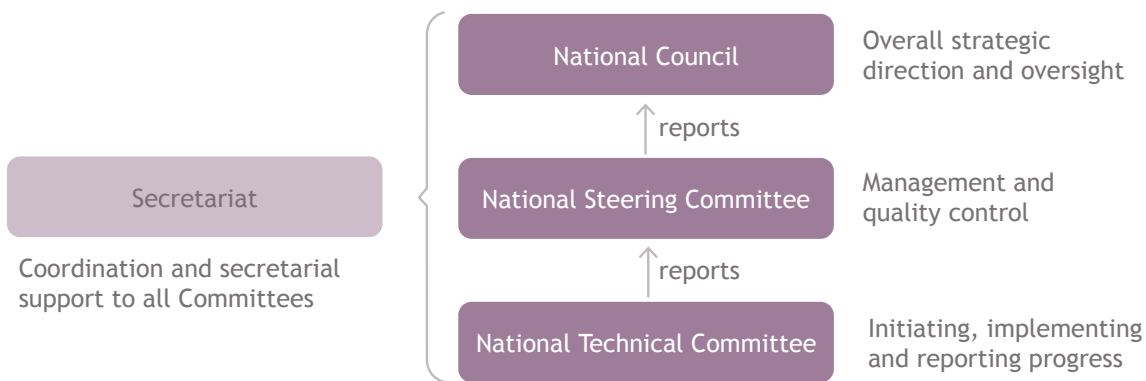 National Council
Overall strategic
direction and oversight
reports
Secretariat
National Steering Committee
Management and
quality control
Coordination and secretarial
support to all Committees
reports
National Technical Committee
Initiating, implementing
and reporting progress